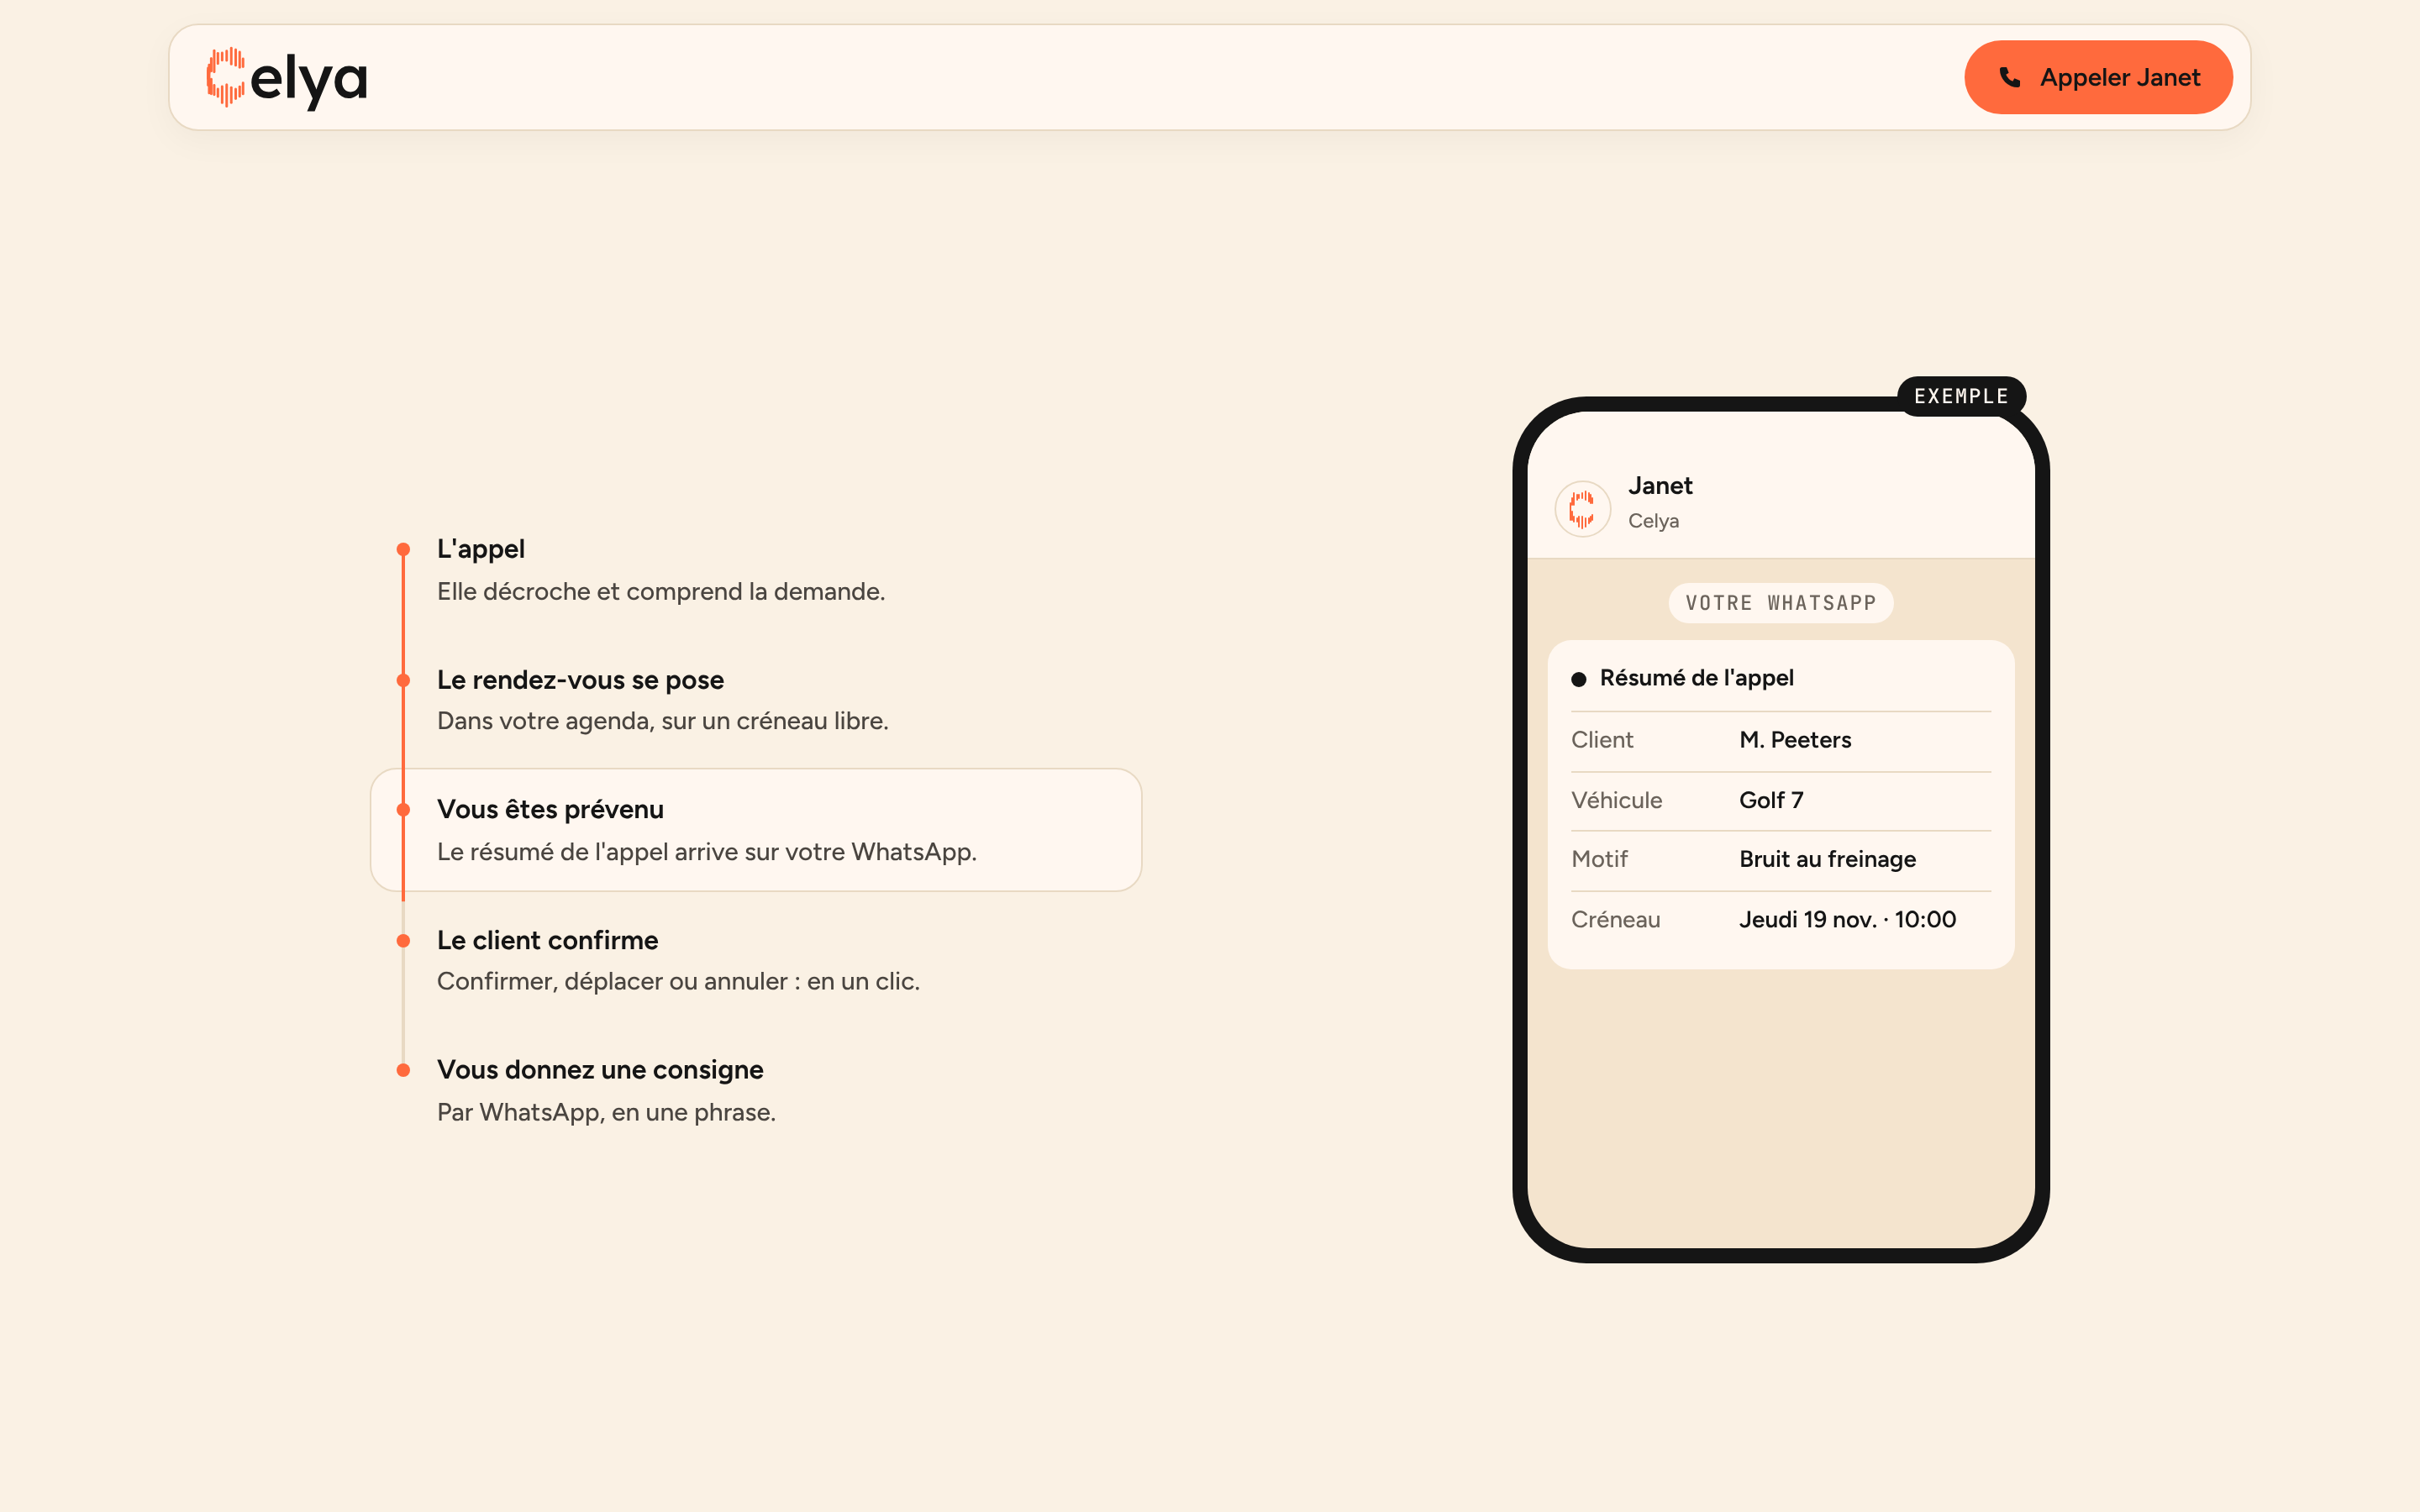 Celya
Appeler Janet
L'appel
Elle décroche et comprend la demande.
Le rendez-vous se pose
Dans votre agenda, sur un créneau libre.
Vous êtes prévenu
Le résumé de l'appel arrive sur votre WhatsApp.
Le client confirme
Confirmer, déplacer ou annuler : en un clic.
Vous donnez une consigne
Par WhatsApp, en une phrase.
EXEMPLE
C
Janet
Celya
VOTRE WHATSAPP
Résumé de l'appel
Client M. Peeters
Véhicule Golf 7
Motif Bruit au freinage
Créneau Jeudi 19 nov. · 10:00